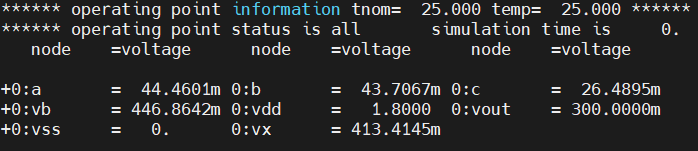 ****** operating point information tnom= 25.000 temp= 25.000 ******
****** operating point status is all simulation time is 0.
node =voltage node =voltage node =voltage
+0:a = 44.4601m 0:b = 43.7067m 0:c = 26.4895m
+0:vb = 446.8642m 0:vdd = 1.8000 0:vout = 300.0000m
+0:vss = 0. 0:vx = 413.4145m